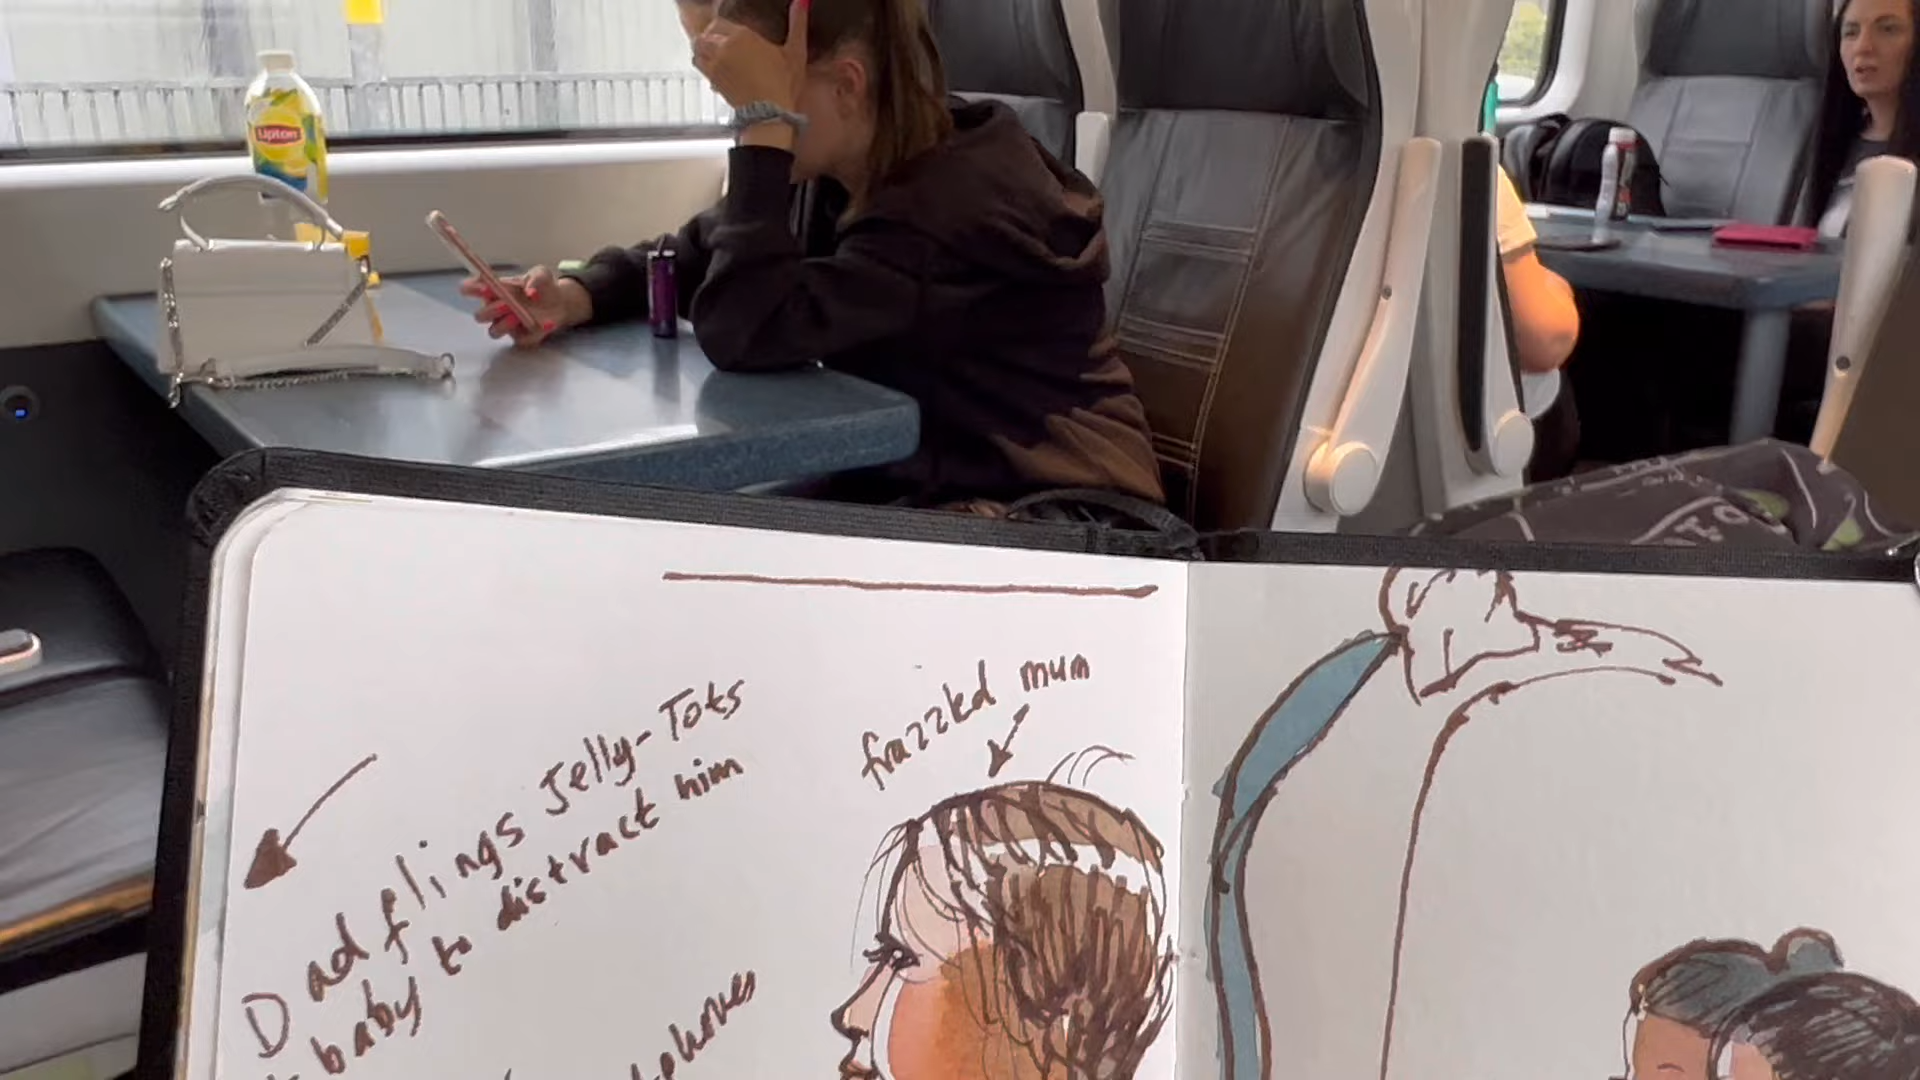 Lipton
frazzled mum
Dad flings Jelly-Tots
baby to distract him